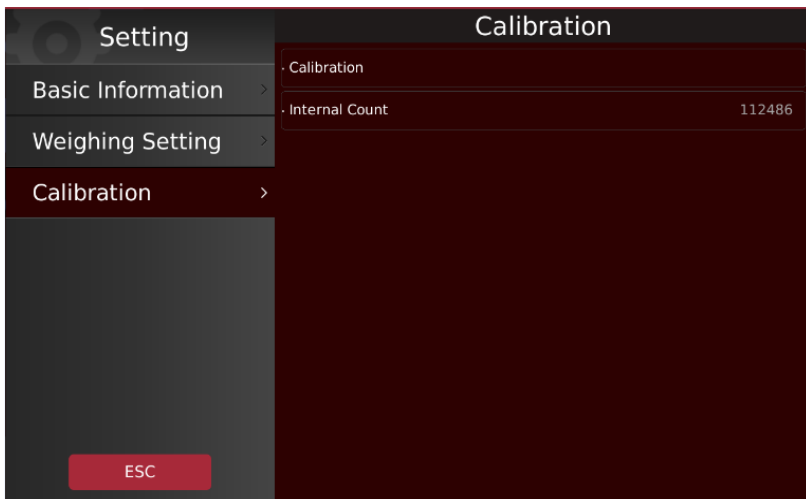 Setting
Basic Information >
Weighing Setting >
Calibration >
ESC
Calibration
· Calibration
· Internal Count 112486